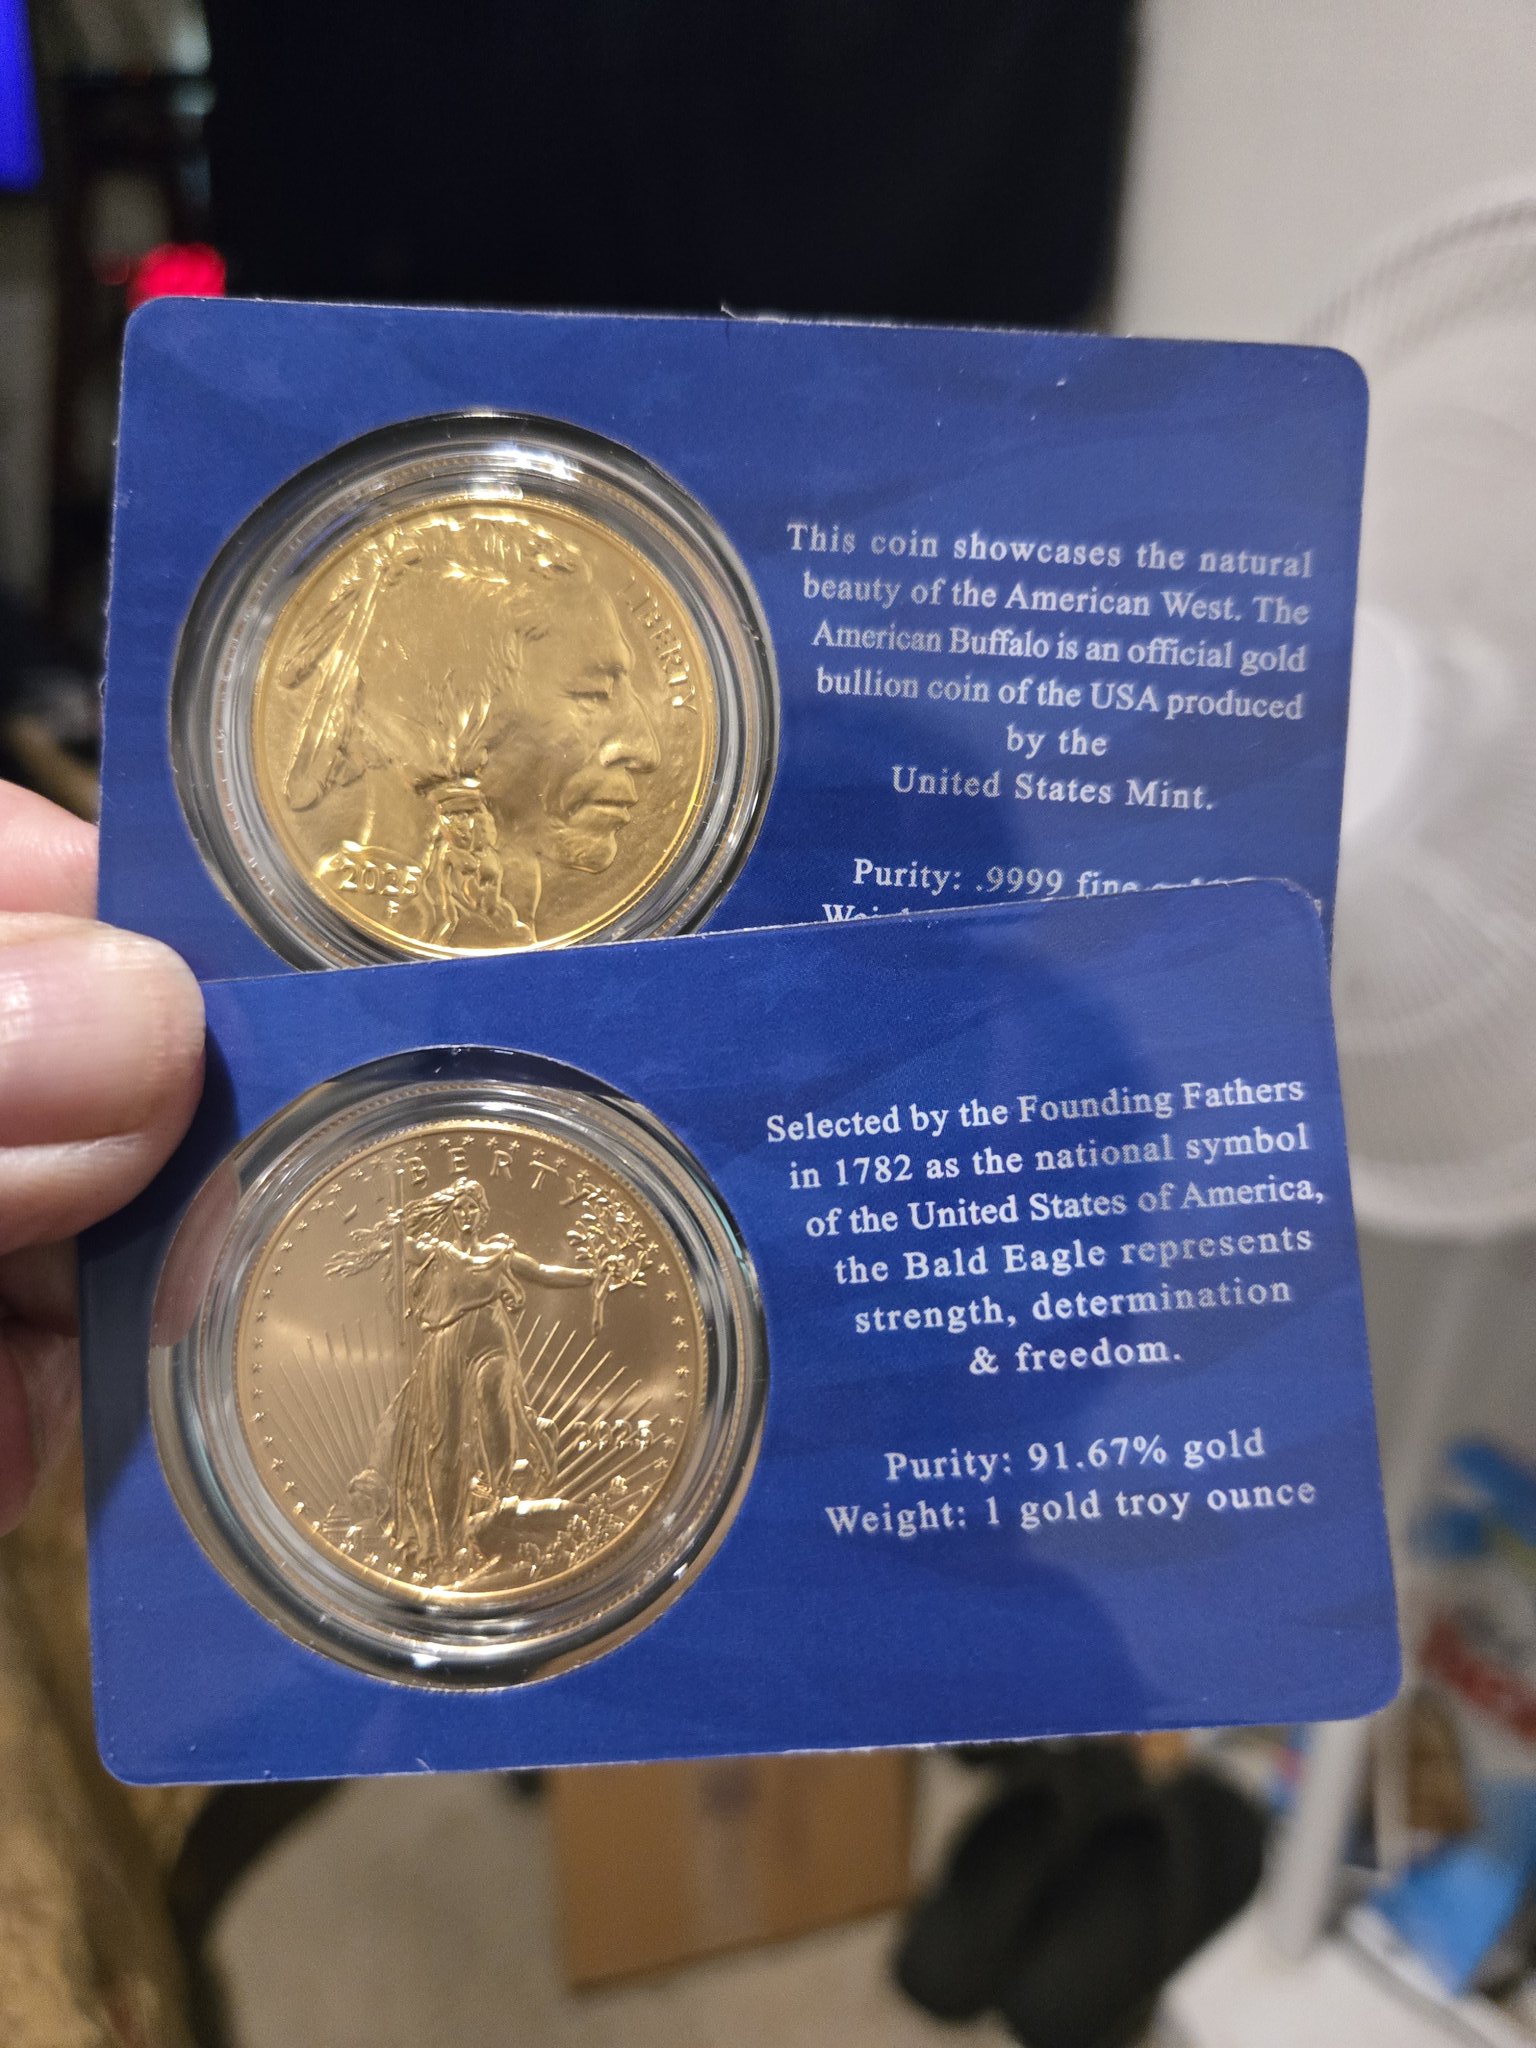 LIBERTY
2025
F
This coin showcases the natural
beauty of the American West. The
American Buffalo is an official gold
bullion coin of the USA produced
by the
United States Mint.
Purity: .9999 fine
LIBERTY
2025
Selected by the Founding Fathers
in 1782 as the national symbol
of the United States of America,
the Bald Eagle represents
strength, determination
& freedom.
Purity: 91.67% gold
Weight: 1 gold troy ounce